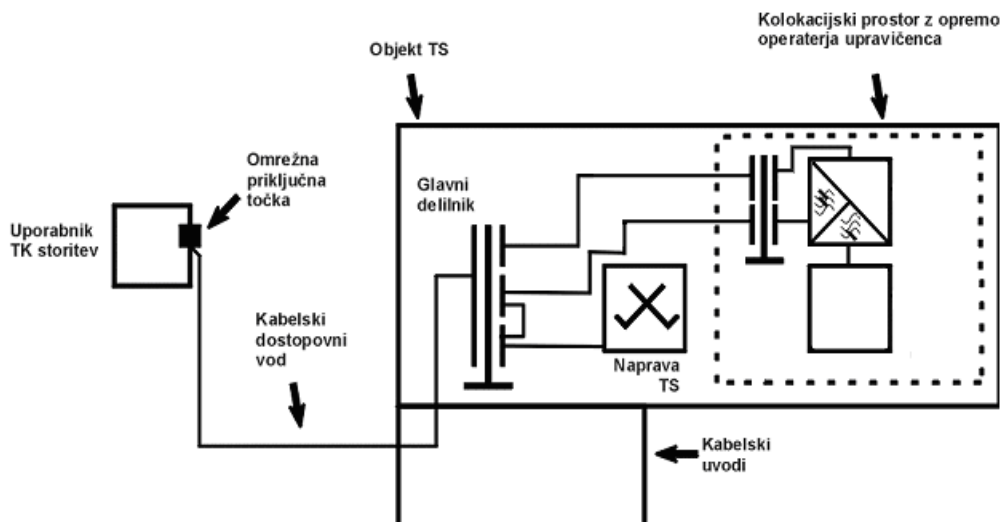 Kolokacijski prostor z opremo
operaterja upravičenca
Objekt TS
Omrežna
priključna
točka
Glavni
delilnik
Uporabnik
TK storitev
Kabelski
dostopovni
vod
Naprava
TS
Kabelski
uvodi